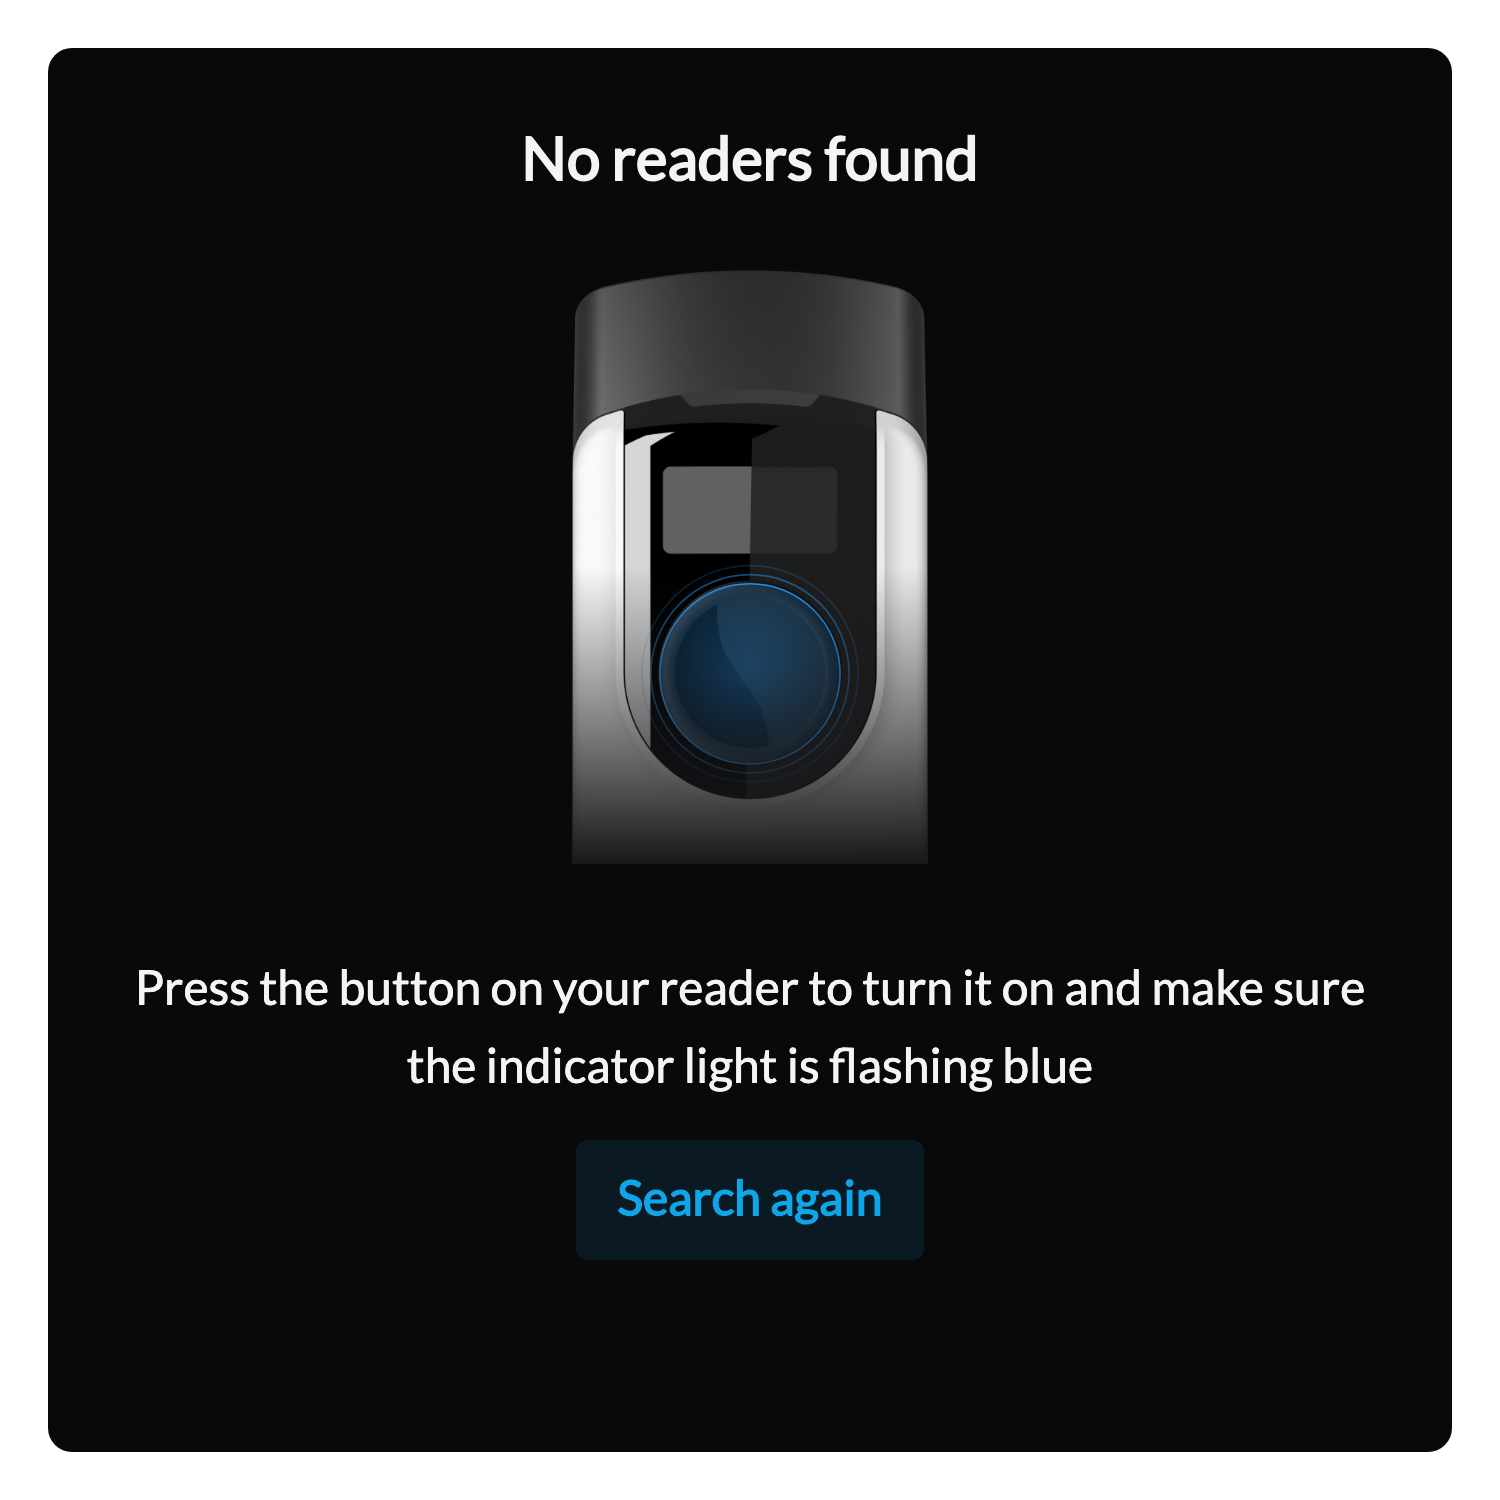 No readers found
Press the button on your reader to turn it on and make sure
the indicator light is flashing blue
Search again